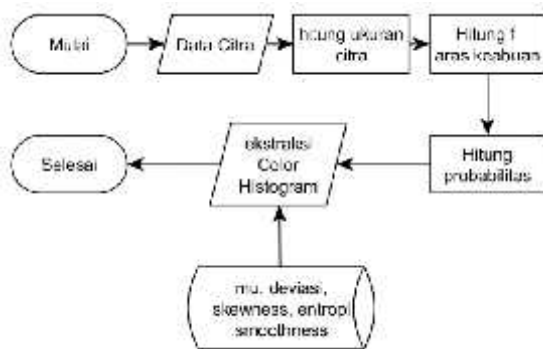 Mulai
Data Citra
hitung ukuran
citra
Hitung f
aras keabuan
Selesai
ekstraksi
Color
Histogram
Hitung
probabilitas
mu, deviasi,
skewness, entropi
smoothness